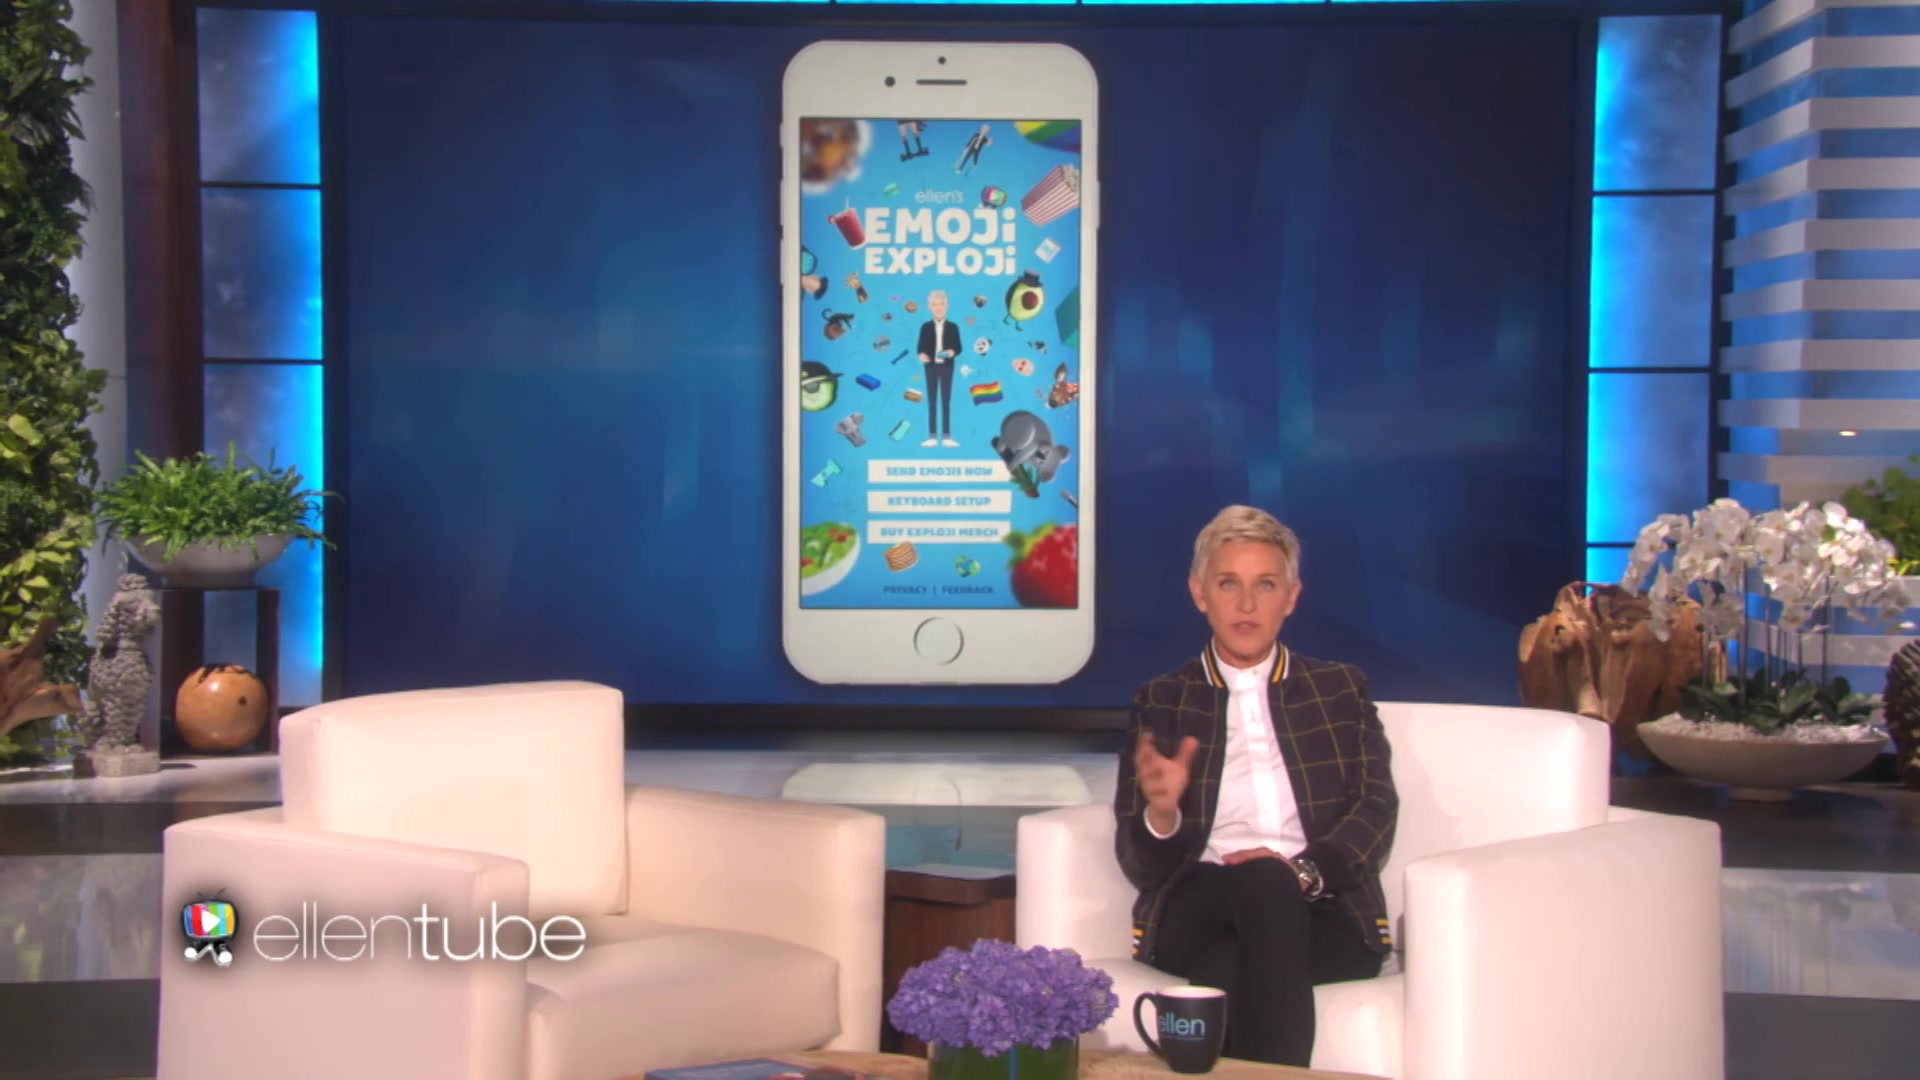 ellen's
EMOJI
EXPLOJI
SEND EMOJIS NOW
KEYBOARD SETUP
BUY EXPLOJI MERCH
PRIVACY | FEEDBACK
ellentube
ellen